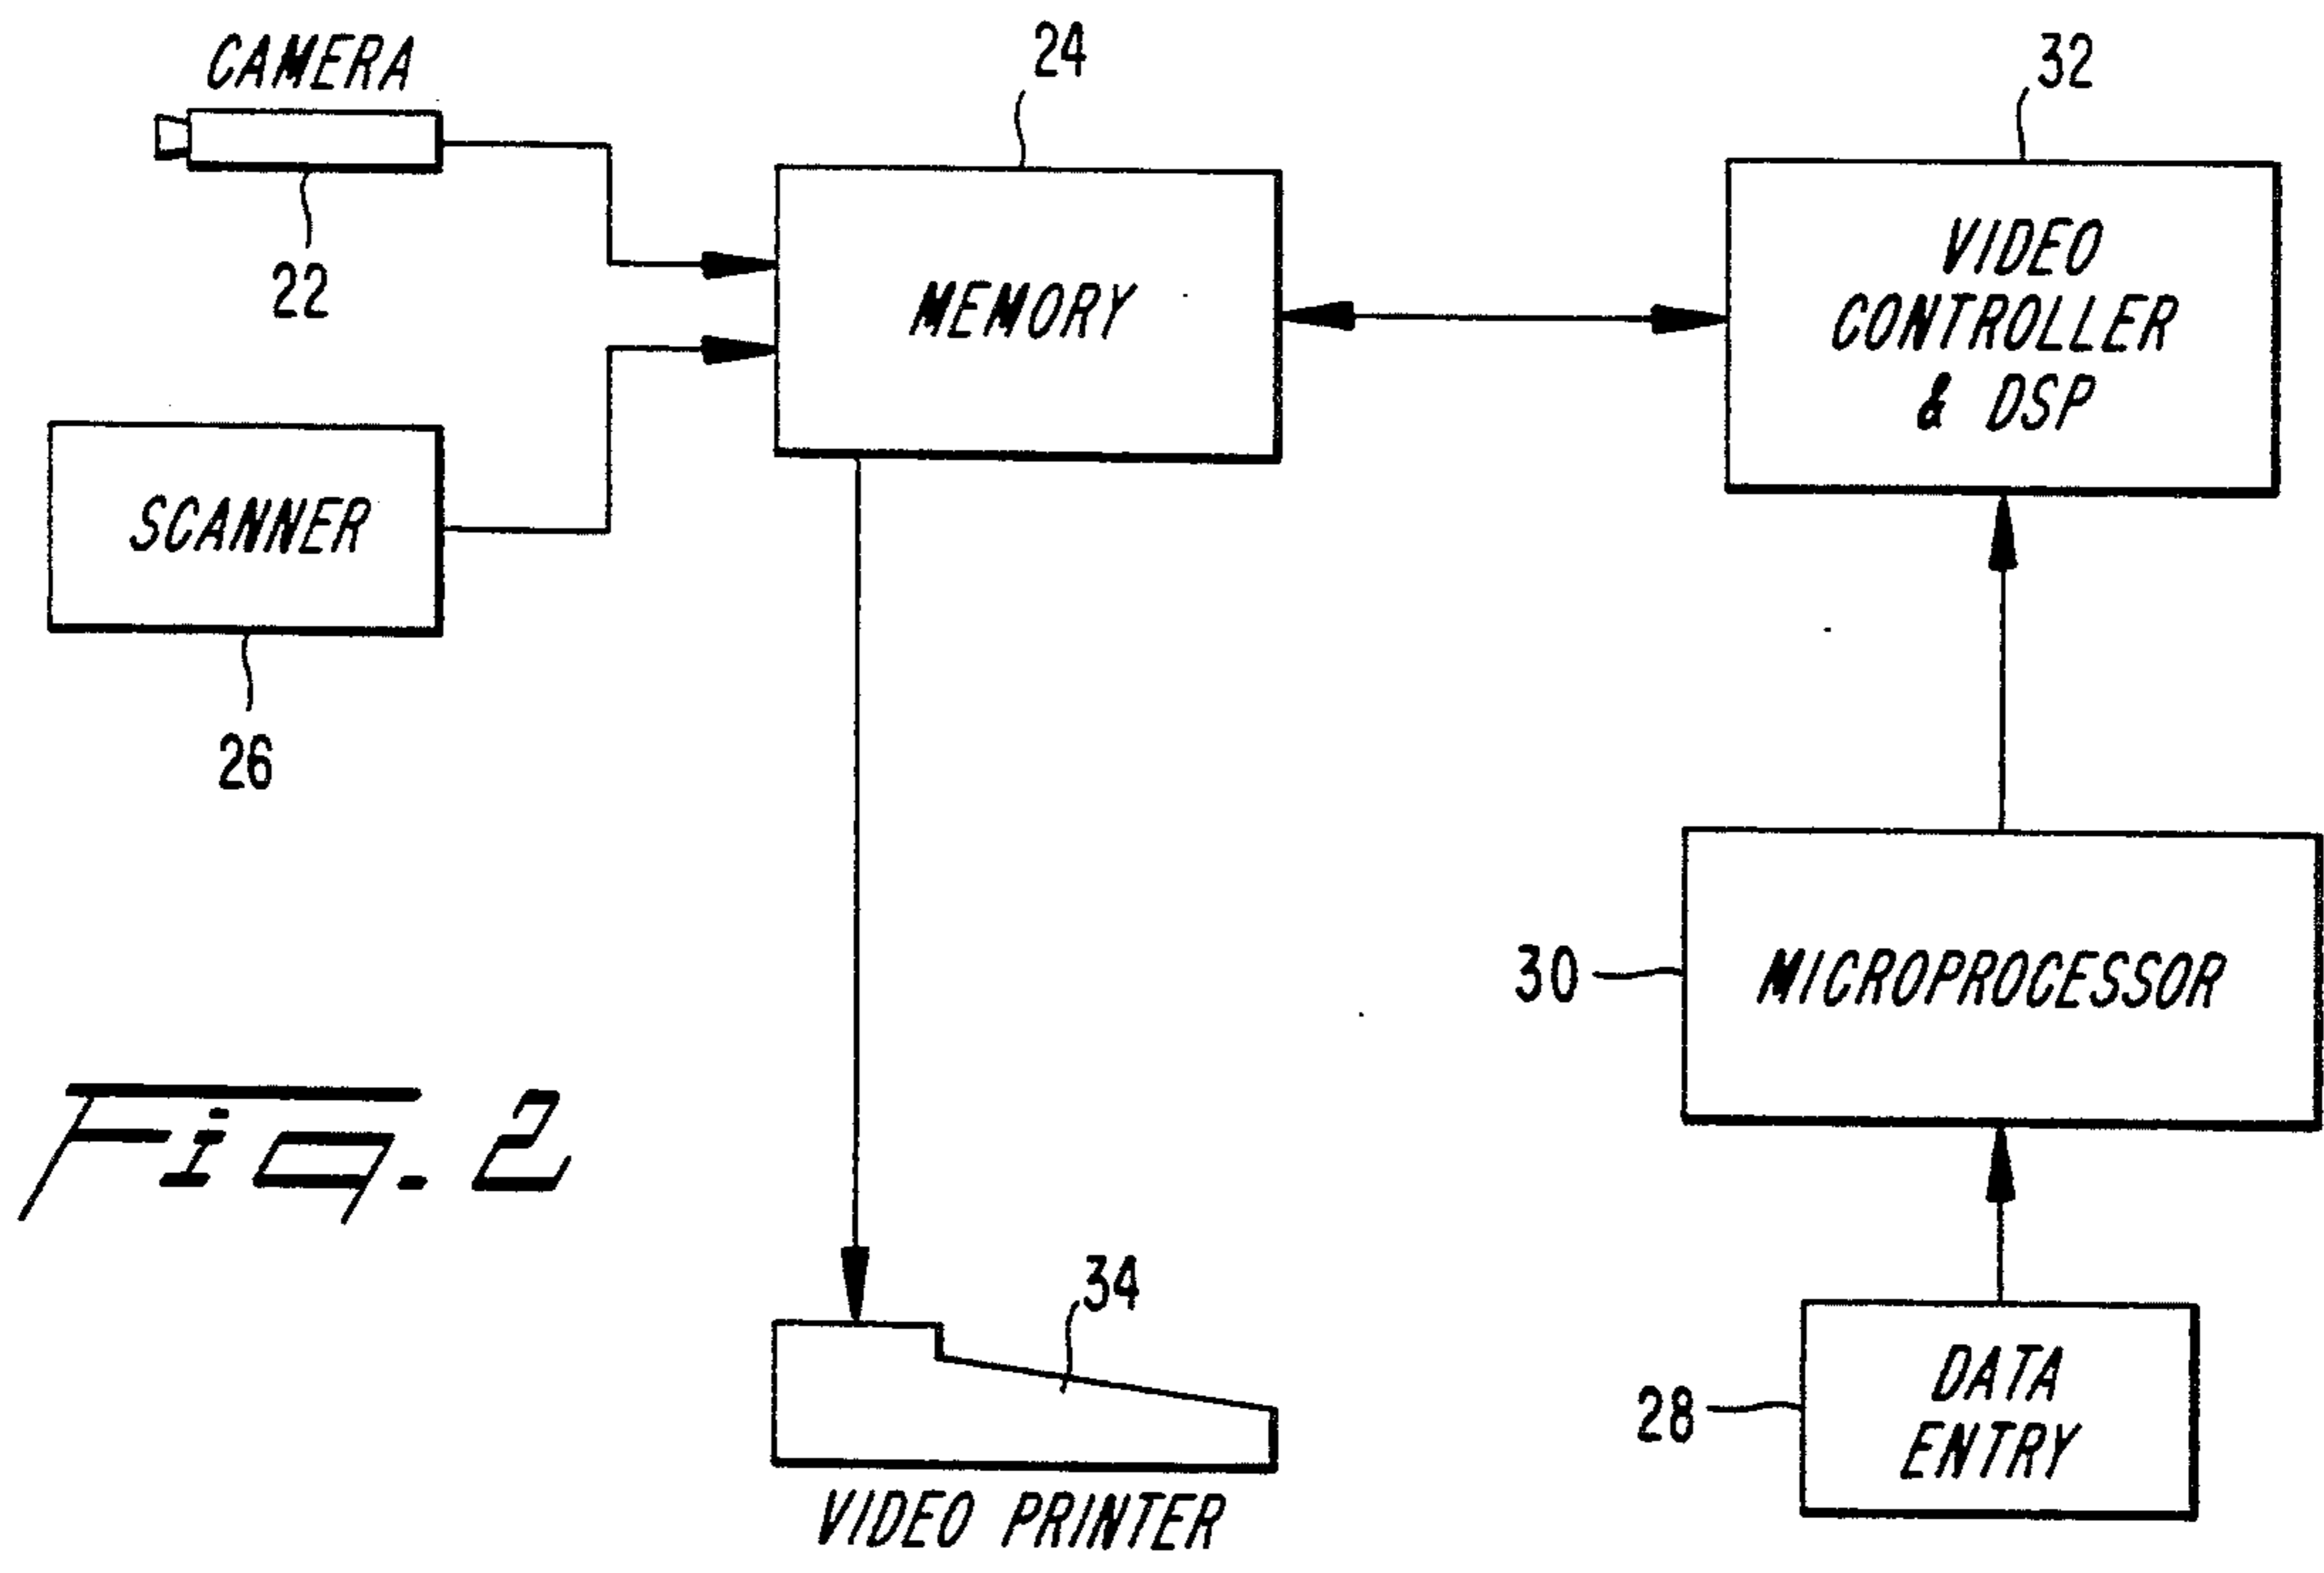 CAMERA
22
24
MEMORY
32
VIDEO
CONTROLLER
& DSP
SCANNER
26
30
MICROPROCESSOR
Fig. 2
34
VIDEO PRINTER
28
DATA
ENTRY